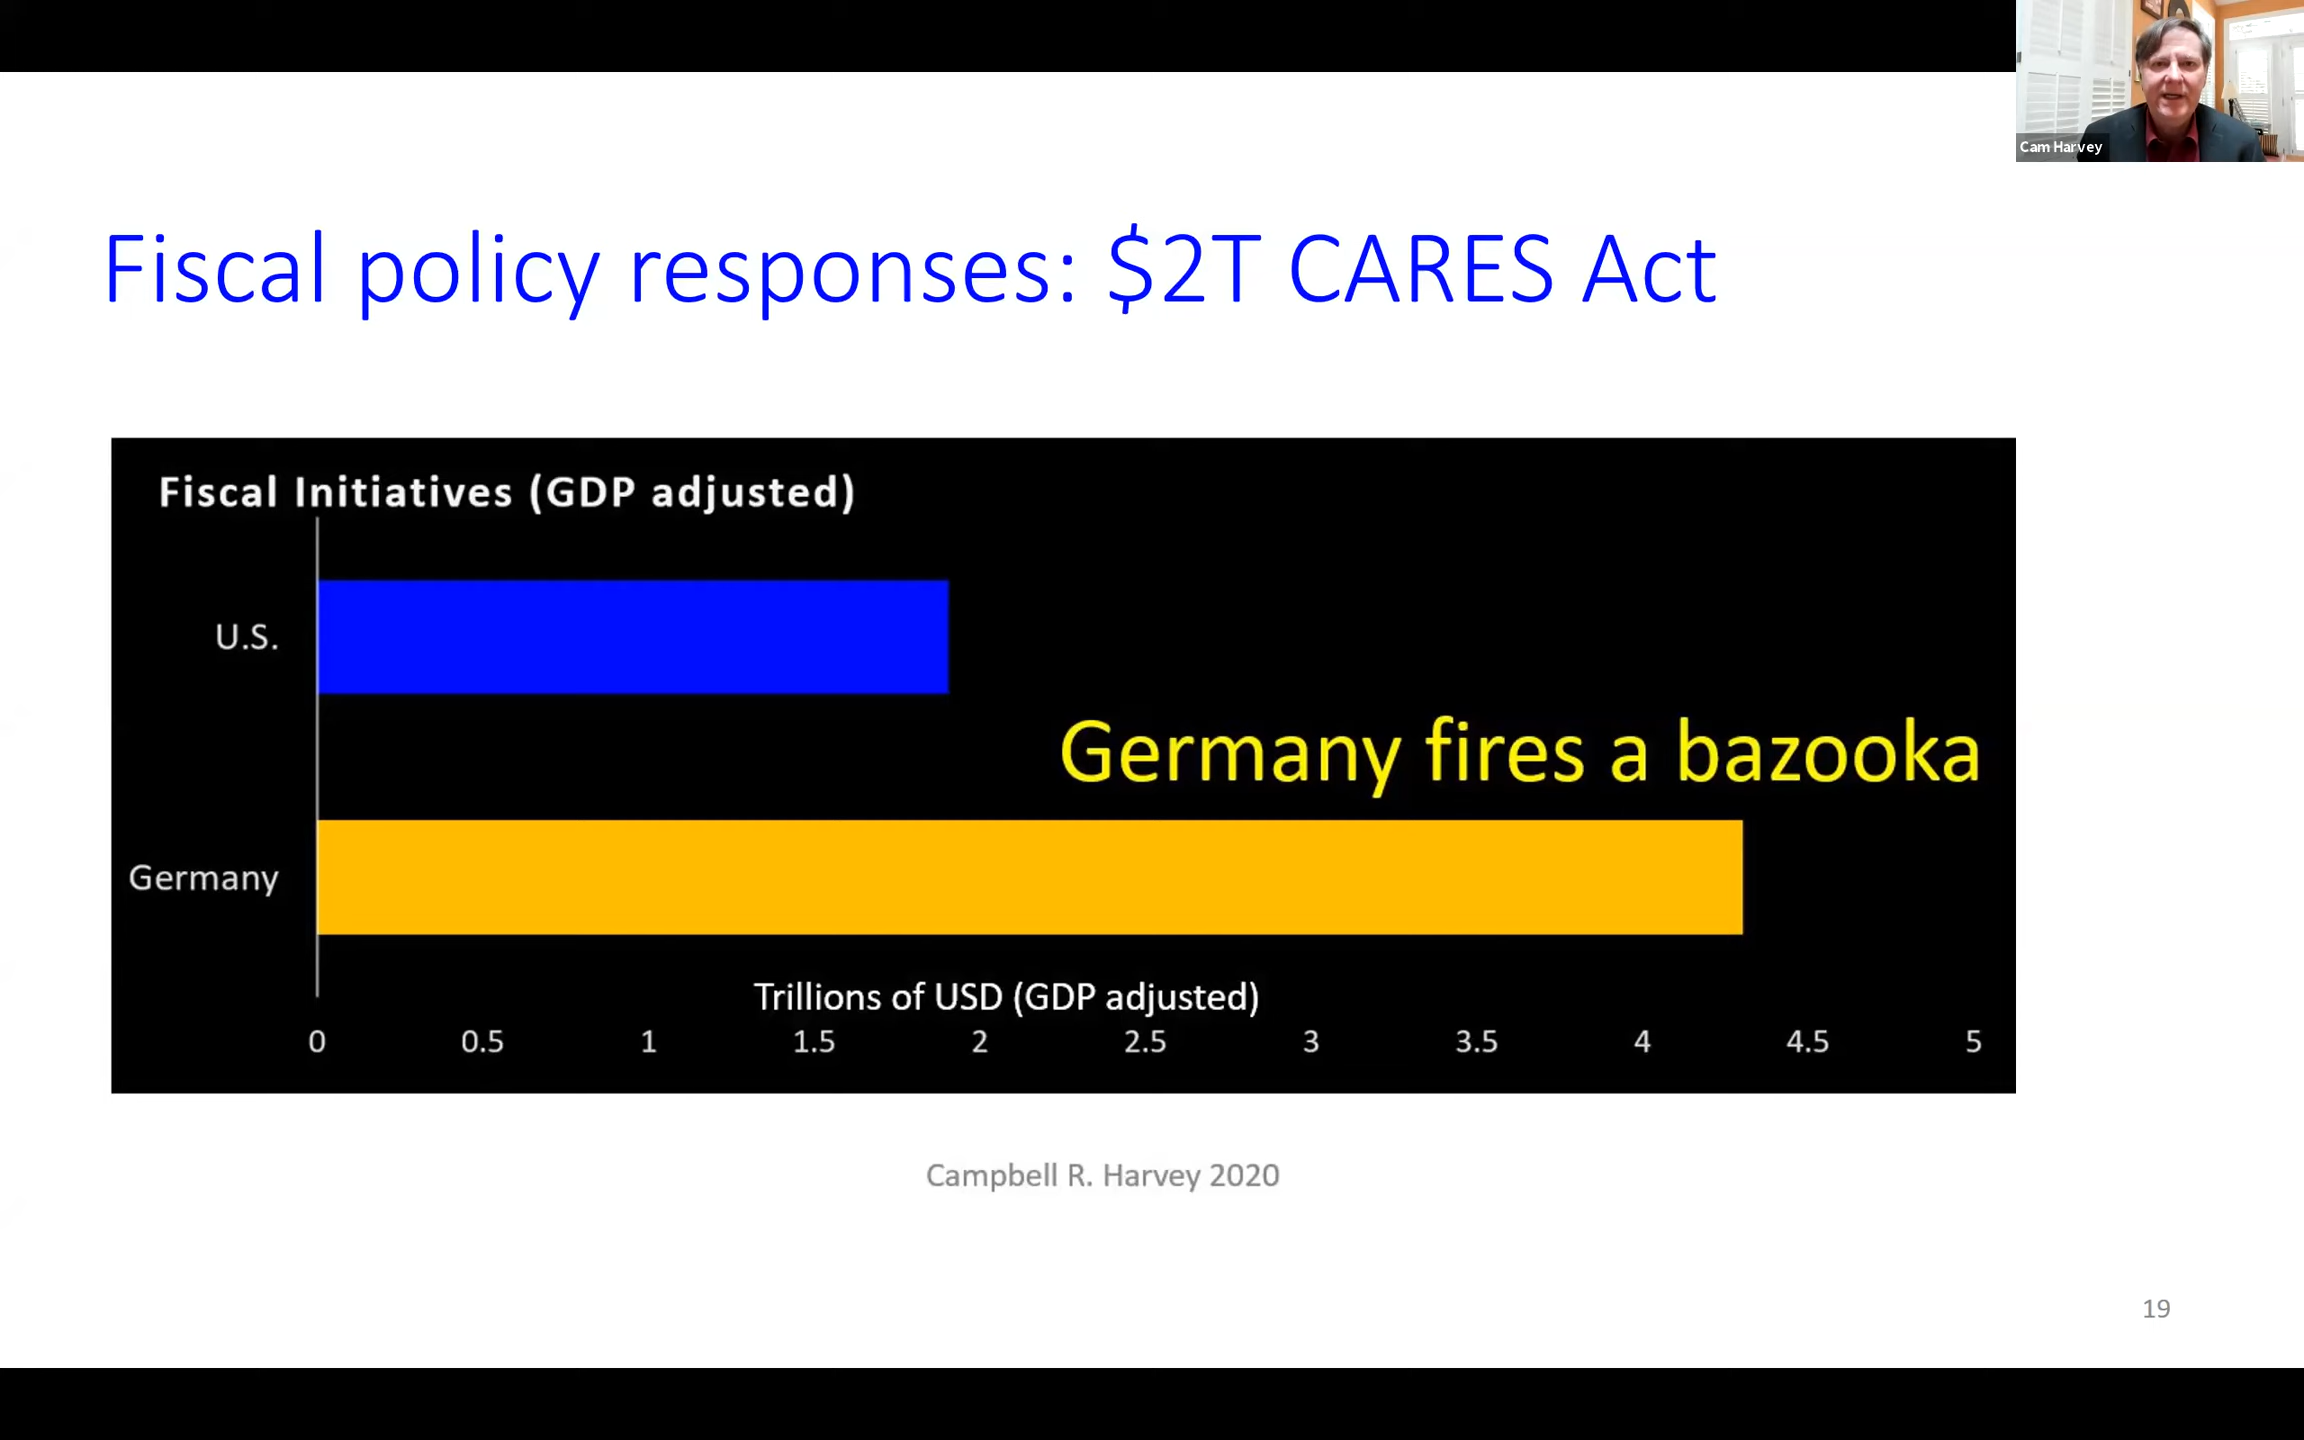 Cam Harvey
Fiscal policy responses: $2T CARES Act
Fiscal Initiatives (GDP adjusted)
U.S.
Germany fires a bazooka
Germany
Trillions of USD (GDP adjusted)
0 0.5 1 1.5 2 2.5 3 3.5 4 4.5 5
Campbell R. Harvey 2020
19